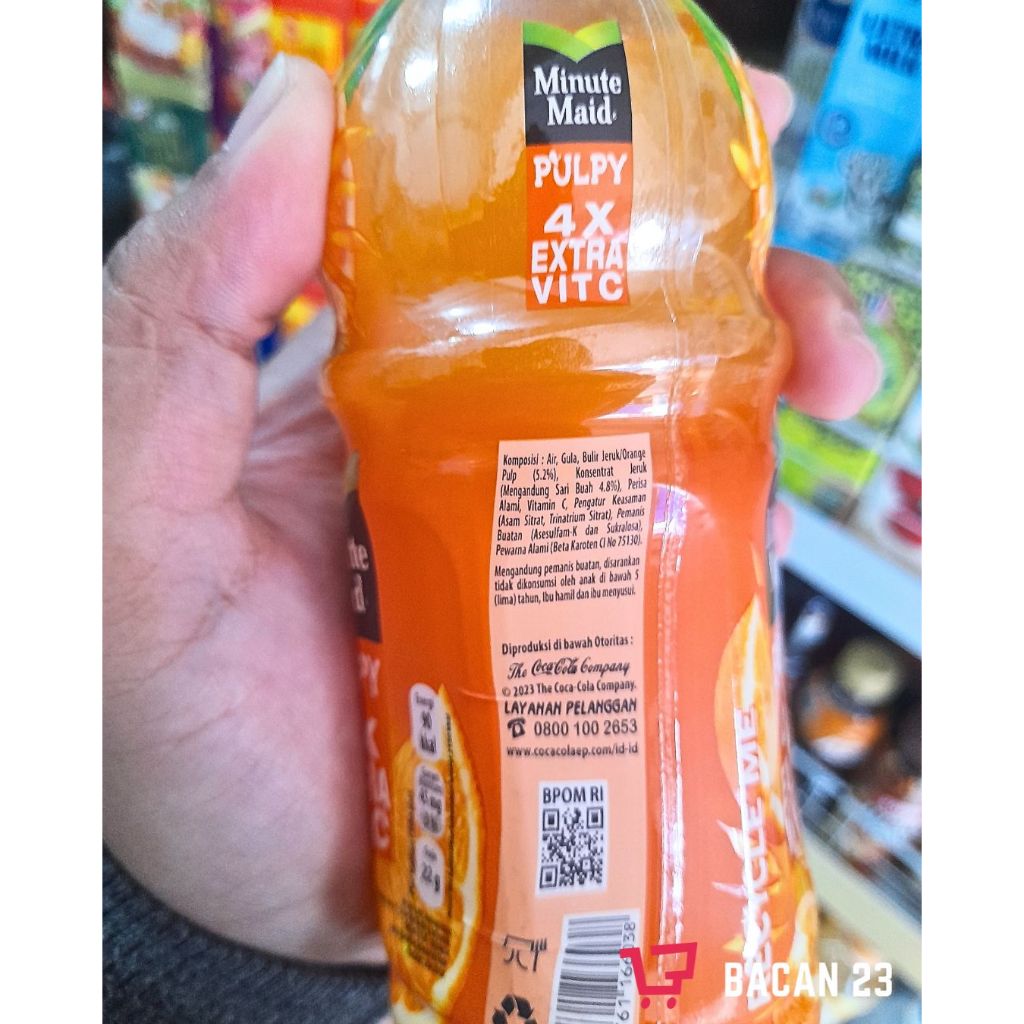 Minute
Maid
PULPY
4X
EXTRA
VIT C
Komposisi : Air, Gula, Bulir Jeruk/Orange
Pulp (5.2%), Konsentrat Jeruk
(Mengandung Sari Buah 4.8%), Perisa
Alami, Vitamin C, Pengatur Keasaman
(Asam Sitrat, Trinatrium Sitrat), Pemanis
Buatan (Asesulfam-K dan Sukralosa),
Pewarna Alami (Beta Karoten CI No 75130).
Mengandung pemanis buatan, disarankan
tidak dikonsumsi oleh anak di bawah 5
(lima) tahun, Ibu hamil dan ibu menyusui.
Diproduksi di bawah Otoritas :
The Coca-Cola Company
© 2023 The Coca-Cola Company.
LAYANAN PELANGGAN
0800 100 2653
www.cocacolaep.com/id-id
BPOM RI
90
kkal
RECYCLE ME
BACAN 23